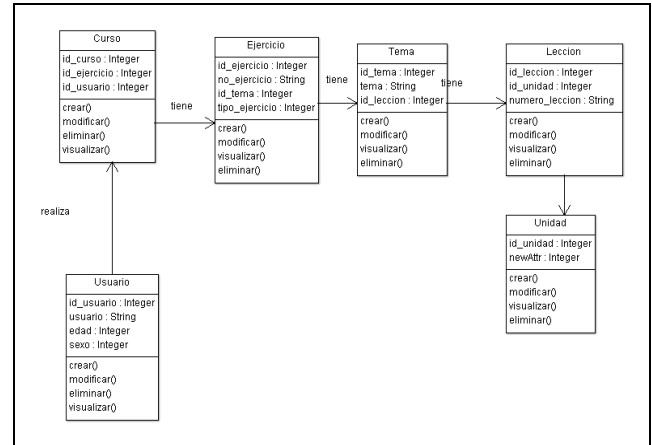 Curso
id_curso : Integer
id_ejercicio : Integer
id_usuario : Integer
crear()
modificar()
eliminar()
visualizar()
tiene
Ejercicio
id_ejercicio : Integer
no_ejercicio : String
id_tema : Integer
tipo_ejercicio : Integer
crear()
modificar()
visualizar()
eliminar()
tiene
Tema
id_tema : Integer
tema : String
id_leccion : Integer
crear()
modificar()
visualizar()
eliminar()
tiene
Leccion
id_leccion : Integer
id_unidad : Integer
numero_leccion : String
crear()
modificar()
visualizar()
eliminar()
realiza
Unidad
id_unidad : Integer
newAttr : Integer
crear()
modificar()
visualizar()
eliminar()
Usuario
id_usuario : Integer
usuario : String
edad : Integer
sexo : Integer
crear()
modificar()
eliminar()
visualizar()